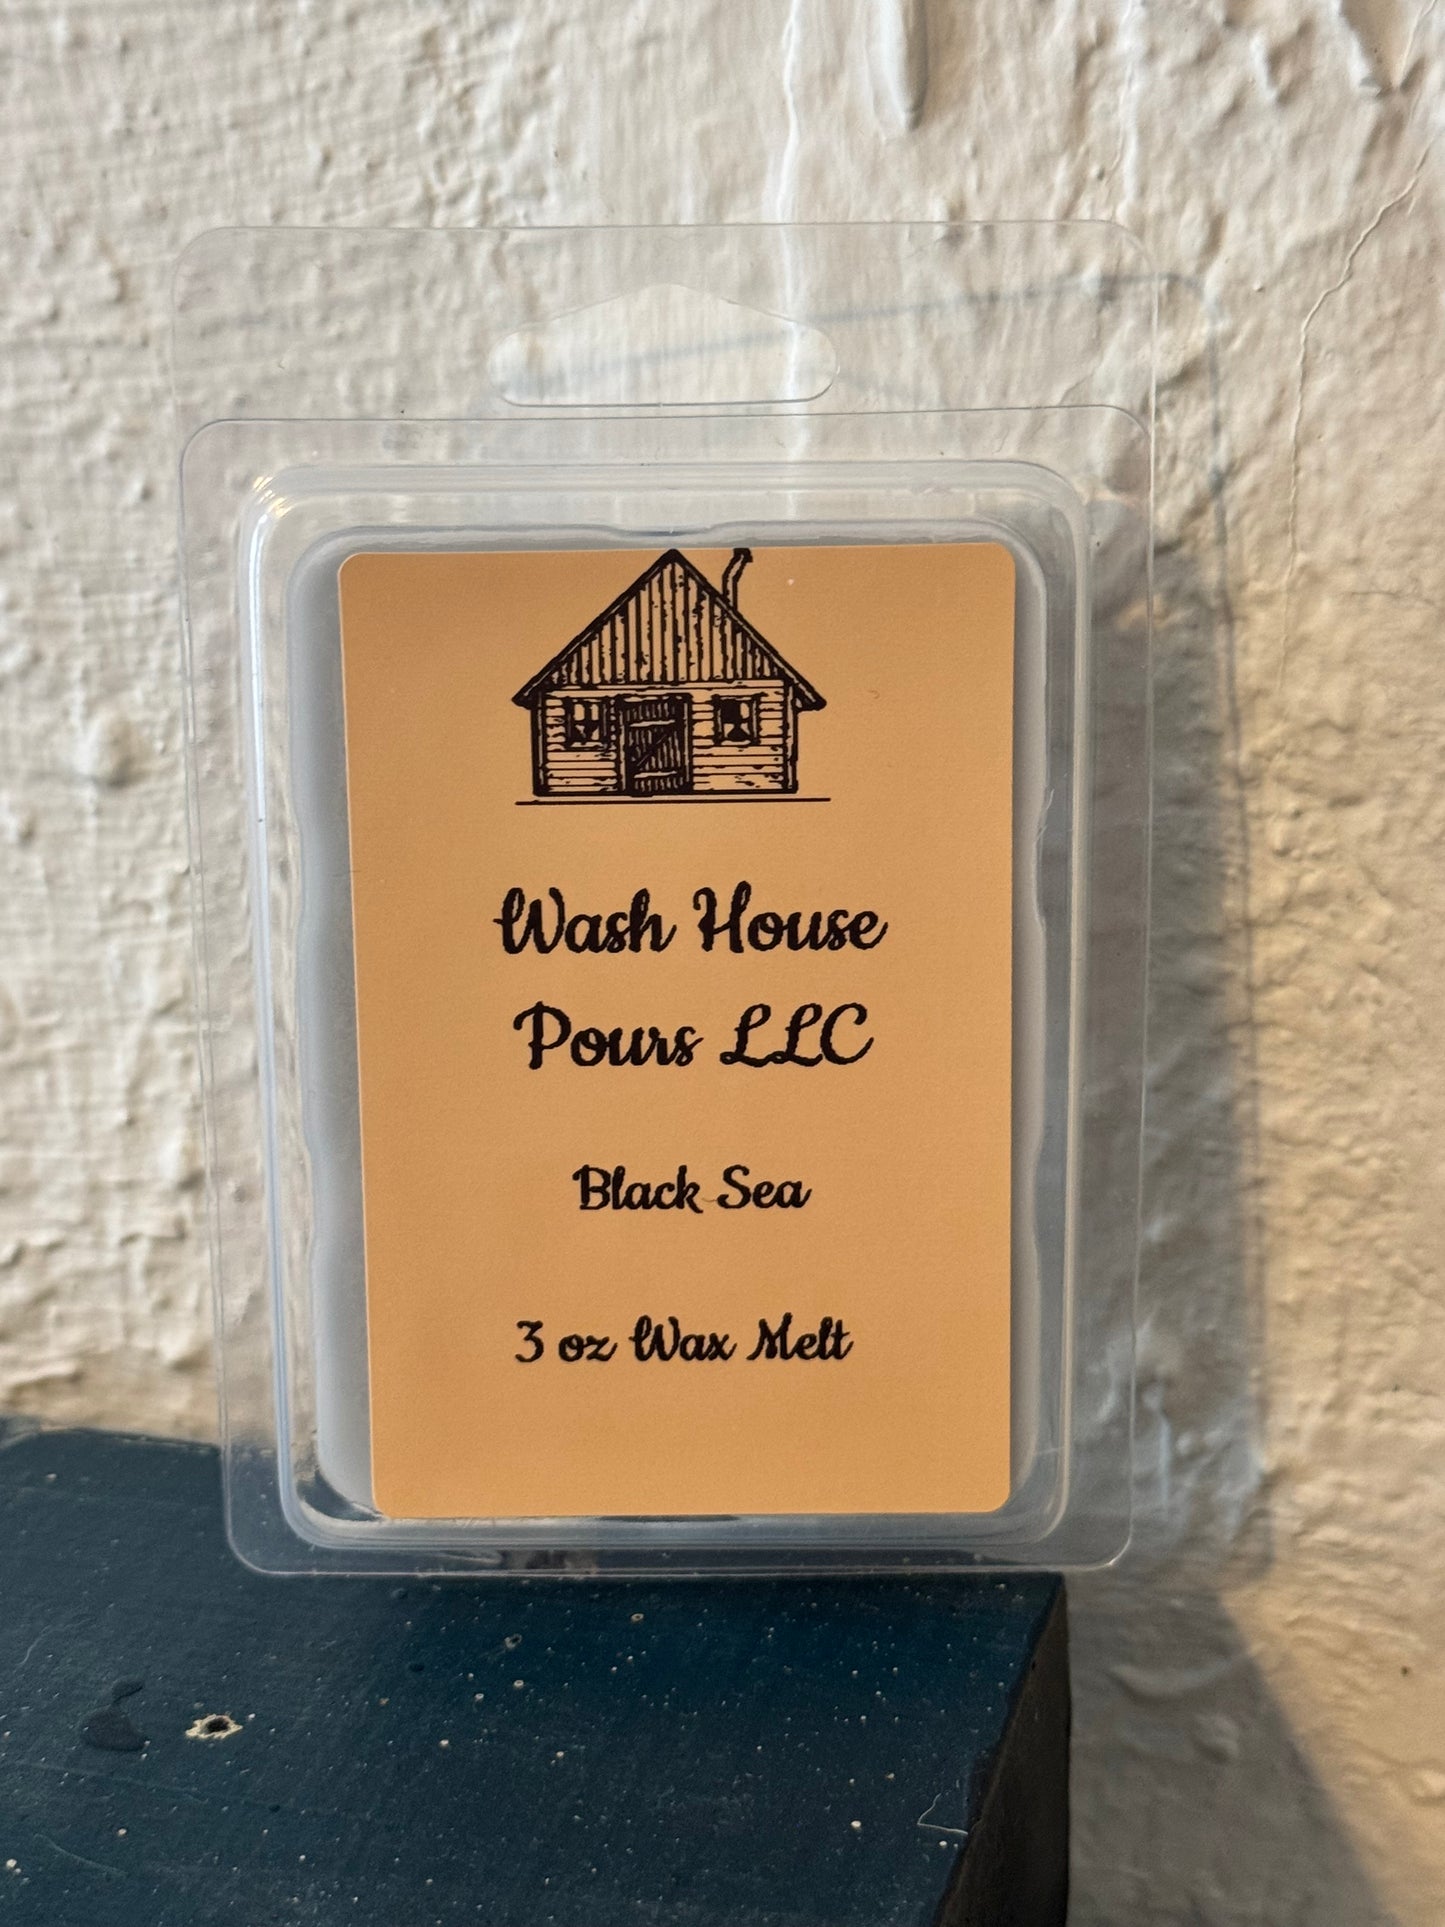 Wash House
Pours LLC
Black Sea
3 oz Wax Melt